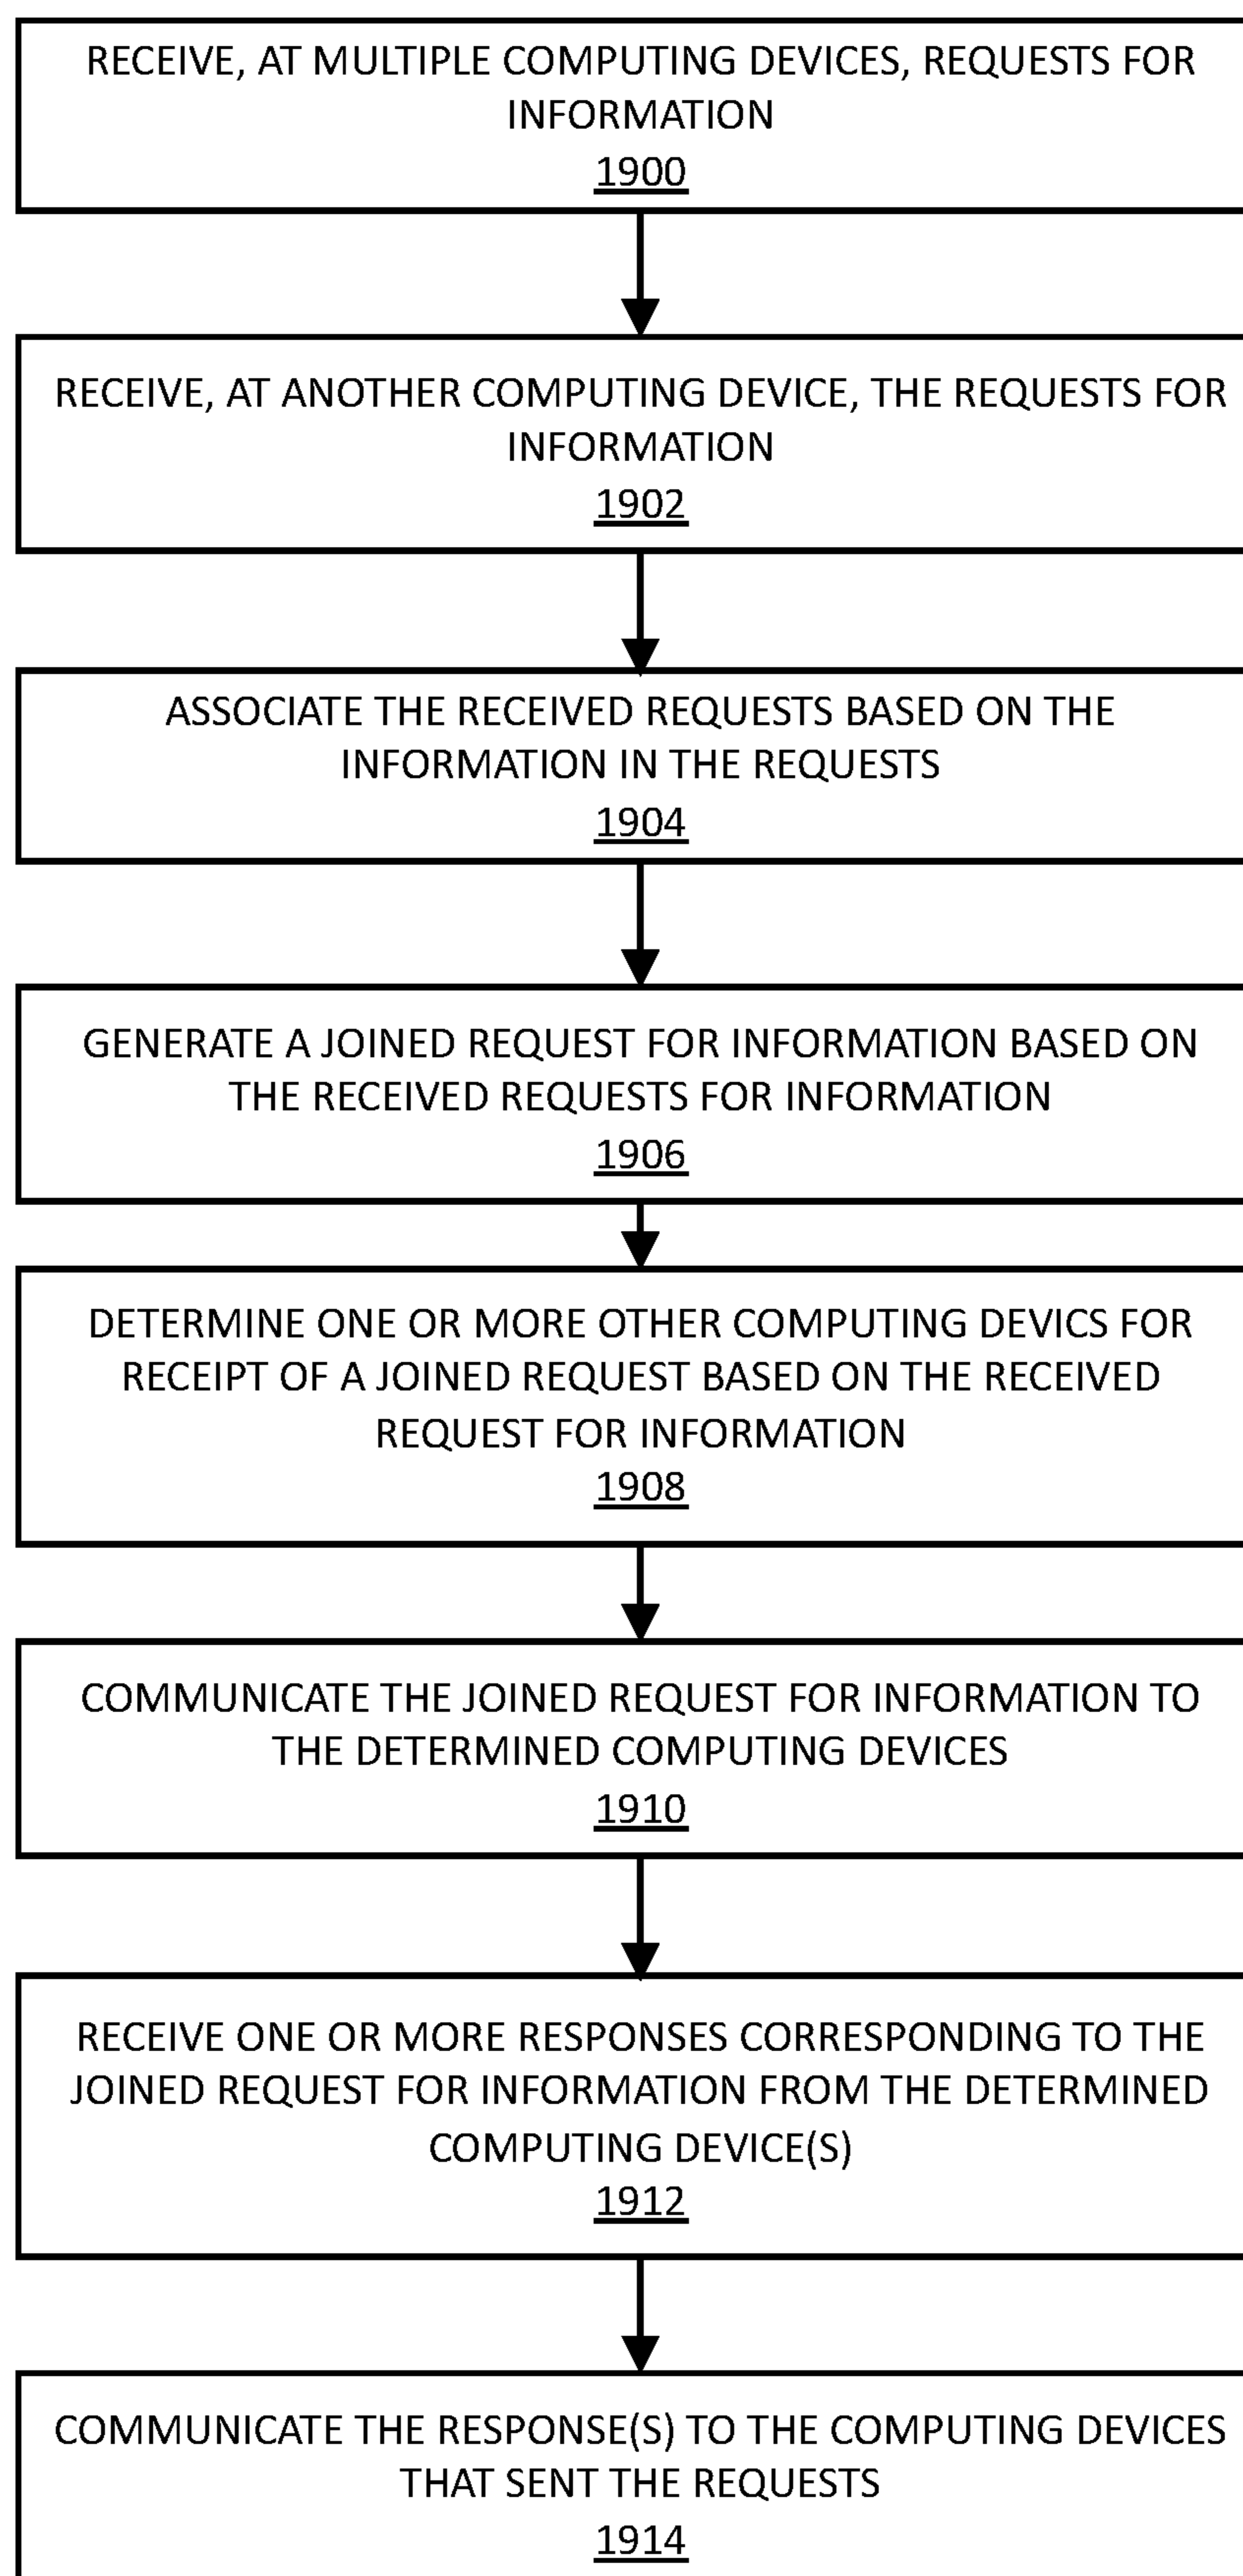 RECEIVE, AT MULTIPLE COMPUTING DEVICES, REQUESTS FOR
INFORMATION
1900
RECEIVE, AT ANOTHER COMPUTING DEVICE, THE REQUESTS FOR
INFORMATION
1902
ASSOCIATE THE RECEIVED REQUESTS BASED ON THE
INFORMATION IN THE REQUESTS
1904
GENERATE A JOINED REQUEST FOR INFORMATION BASED ON
THE RECEIVED REQUESTS FOR INFORMATION
1906
DETERMINE ONE OR MORE OTHER COMPUTING DEVICS FOR
RECEIPT OF A JOINED REQUEST BASED ON THE RECEIVED
REQUEST FOR INFORMATION
1908
COMMUNICATE THE JOINED REQUEST FOR INFORMATION TO
THE DETERMINED COMPUTING DEVICES
1910
RECEIVE ONE OR MORE RESPONSES CORRESPONDING TO THE
JOINED REQUEST FOR INFORMATION FROM THE DETERMINED
COMPUTING DEVICE(S)
1912
COMMUNICATE THE RESPONSE(S) TO THE COMPUTING DEVICES
THAT SENT THE REQUESTS
1914